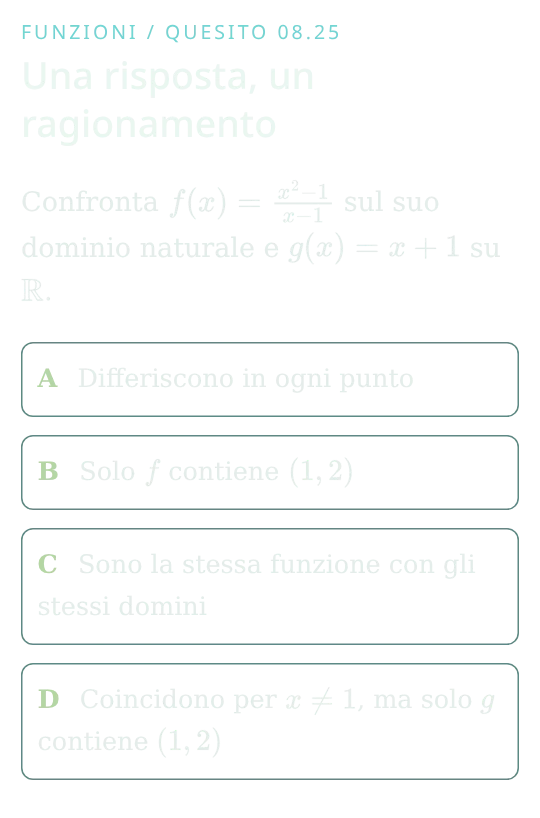 FUNZIONI / QUESITO 08.25
Una risposta, un
ragionamento
Confronta f(x) = \frac{x^2-1}{x-1} sul suo
dominio naturale e g(x) = x + 1 su
ℝ.
A Differiscono in ogni punto
B Solo f contiene (1, 2)
C Sono la stessa funzione con gli
stessi domini
D Coincidono per x ≠ 1, ma solo g
contiene (1, 2)